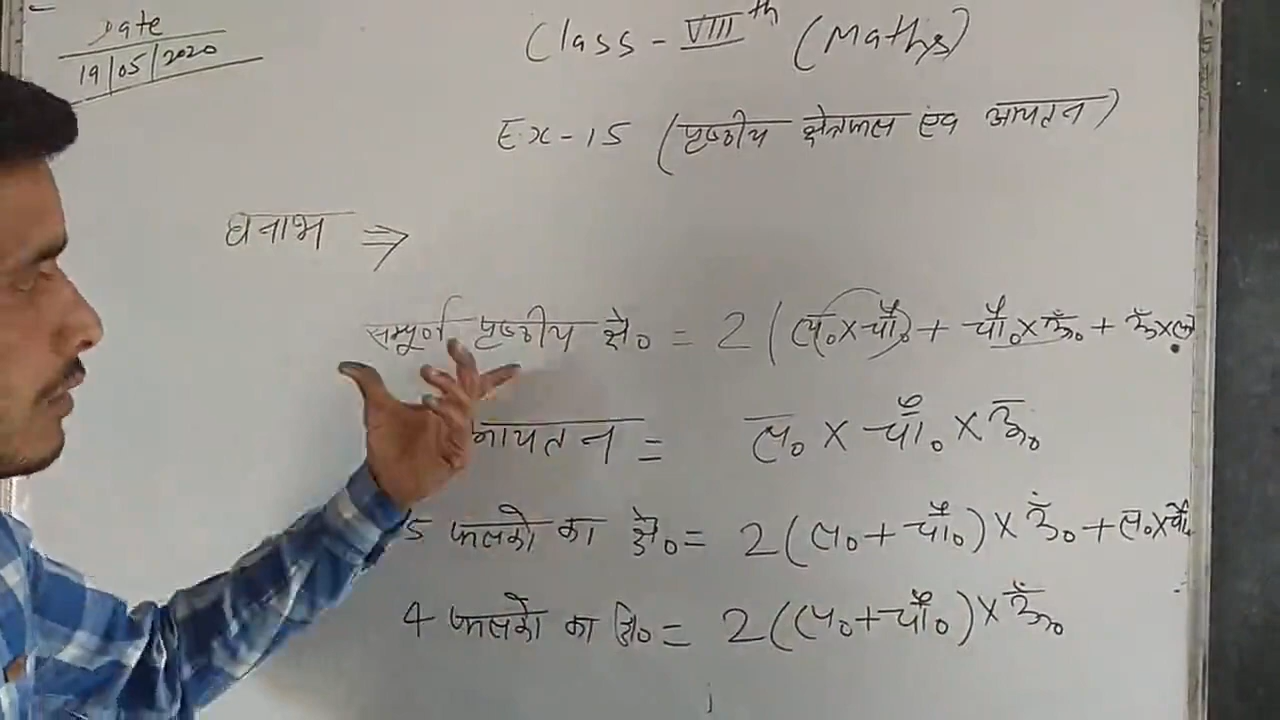 Date
19/05/2020
Class - VIII th (Maths)
Ex-15 (पृष्ठीय क्षेत्रफल एवं आयतन)
घनाभ ⇒
सम्पूर्ण पृष्ठीय क्षे० = 2(ल०×चौ०) + चौ०×ऊँ० + ऊँ×ल०
आयतन = ल० × चौ० × ऊँ०
5 फलको का क्षे० = 2(ल०+चौ०)×ऊँ०+ल०×चौ०
4 फलको का क्षे० = 2(ल०+चौ०)×ऊँ०